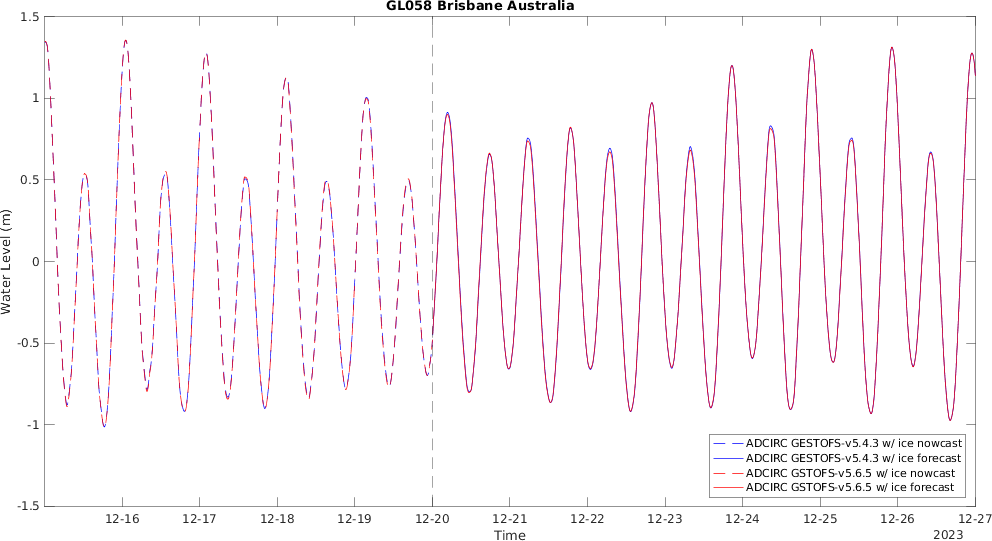 GL058 Brisbane Australia
1.5
1
0.5
0
-0.5
-1
-1.5
Water Level (m)
ADCIRC GESTOFS-v5.4.3 w/ ice nowcast
ADCIRC GESTOFS-v5.4.3 w/ ice forecast
ADCIRC GSTOFS-v5.6.5 w/ ice nowcast
ADCIRC GSTOFS-v5.6.5 w/ ice forecast
12-16 12-17 12-18 12-19 12-20 12-21 12-22 12-23 12-24 12-25 12-26 12-27
Time
2023